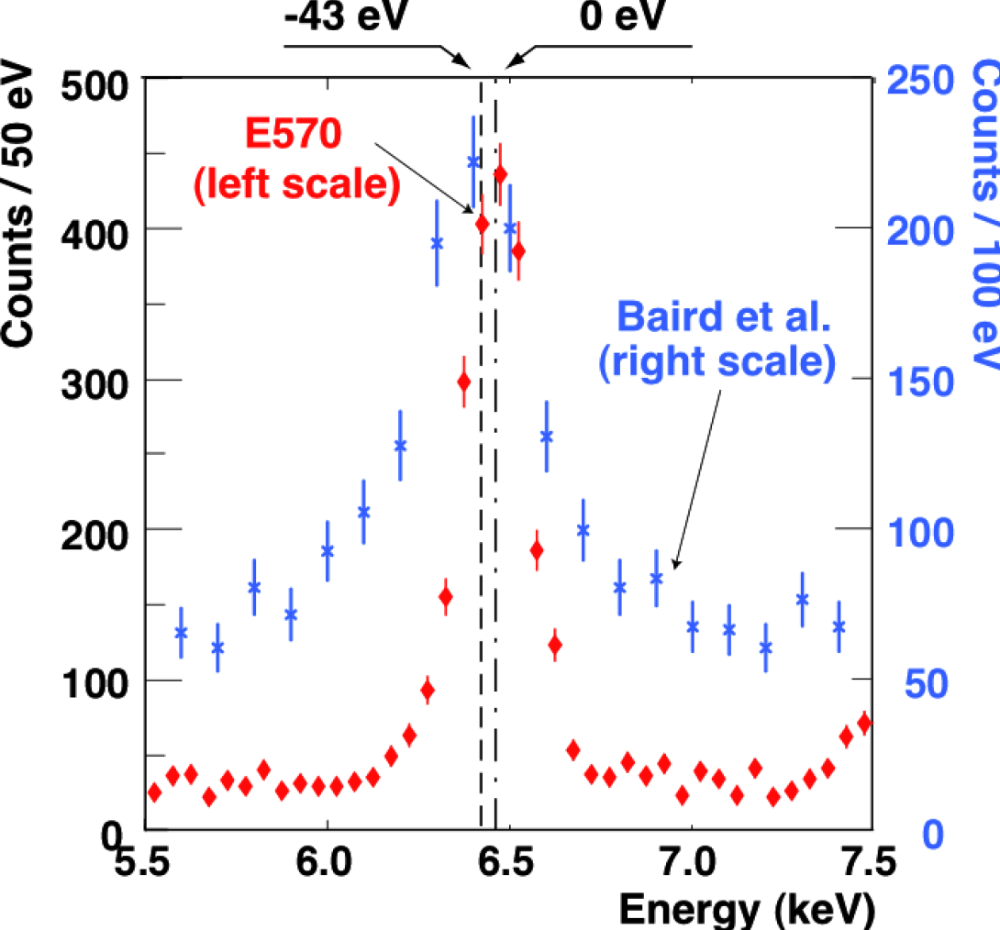 -43 eV
0 eV
Counts / 50 eV
500
400
300
200
100
0
E570
(left scale)
Baird et al.
(right scale)
250
200
150
100
50
0
Counts / 100 eV
5.5
6.0
6.5
7.0
7.5
Energy (keV)